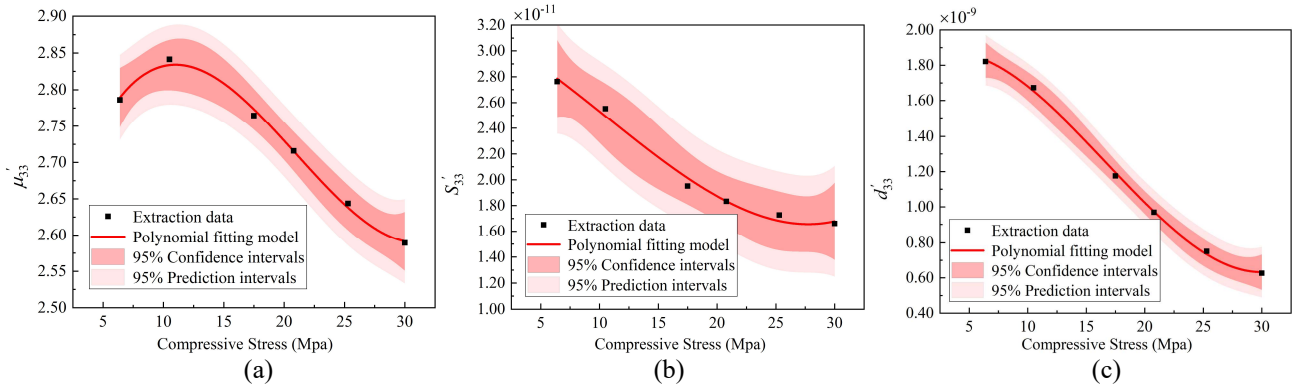 2.90
2.85
2.80
2.75
2.70
2.65
2.60
2.55
2.50
μ′33
Extraction data
Polynomial fitting model
95% Confidence intervals
95% Prediction intervals
5 10 15 20 25 30
Compressive Stress (Mpa)
(a)
×10-11
3.20
3.00
2.80
2.60
2.40
2.20
2.00
1.80
1.60
1.40
1.20
1.00
S′33
Extraction data
Polynomial fitting model
95% Confidence intervals
95% Prediction intervals
5 10 15 20 25 30
Compressive Stress (Mpa)
(b)
×10-9
2.00
1.80
1.60
1.40
1.20
1.00
0.80
0.60
0.40
d′33
Extraction data
Polynomial fitting model
95% Confidence intervals
95% Prediction intervals
5 10 15 20 25 30
Compressive Stress (Mpa)
(c)